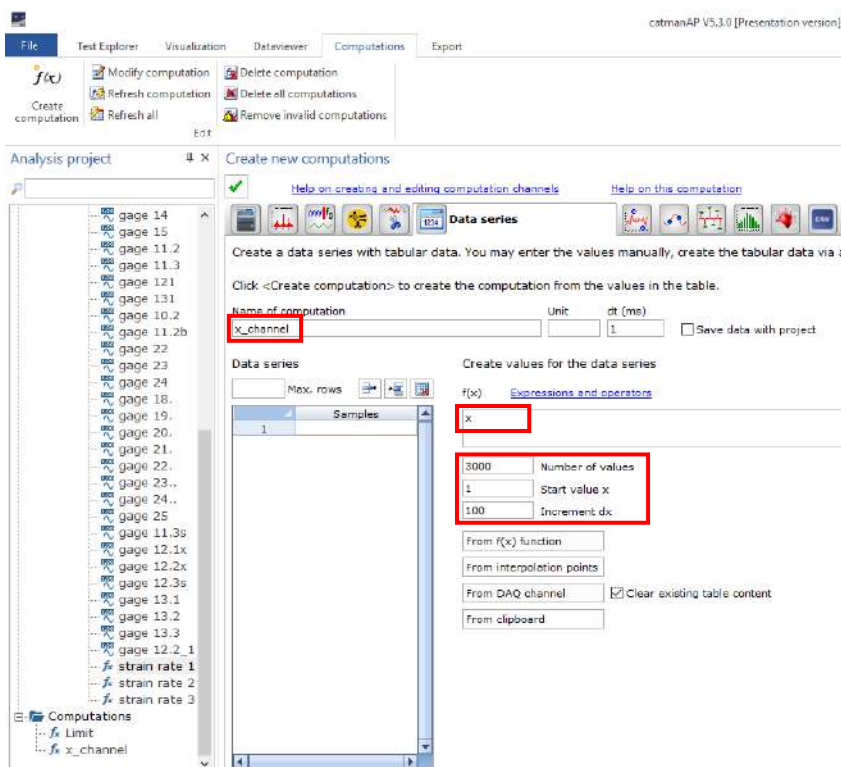 catmanAP V5.3.0 [Presentation version]
File Test Explorer Visualization Dataviewer Computations Export
f(x)
Create computation
Modify computation
Refresh computation
Refresh all
Delete computation
Delete all computations
Remove invalid computations
Edit
Analysis project
gage 14
gage 15
gage 11.2
gage 11.3
gage 121
gage 131
gage 10.2
gage 11.2b
gage 22
gage 23
gage 24
gage 18.
gage 19.
gage 20.
gage 21.
gage 22.
gage 23..
gage 24..
gage 25
gage 11.3s
gage 12.1x
gage 12.2x
gage 12.3s
gage 13.1
gage 13.2
gage 13.3
gage 12.2_1
fx strain rate 1
fx strain rate 2
fx strain rate 3
Computations
fx Limit
fx x_channel
Create new computations
Help on creating and editing computation channels Help on this computation
1234 Data series
Create a data series with tabular data. You may enter the values manually, create the tabular data via
Click <Create computation> to create the computation from the values in the table.
Name of computation Unit dt (ms)
x_channel 1 Save data with project
Data series
Max. rows
Samples
1
Create values for the data series
f(x) Expressions and operators
x
3000 Number of values
1 Start value x
100 Increment dx
From f(x) function
From interpolation points
From DAQ channel Clear existing table content
From clipboard